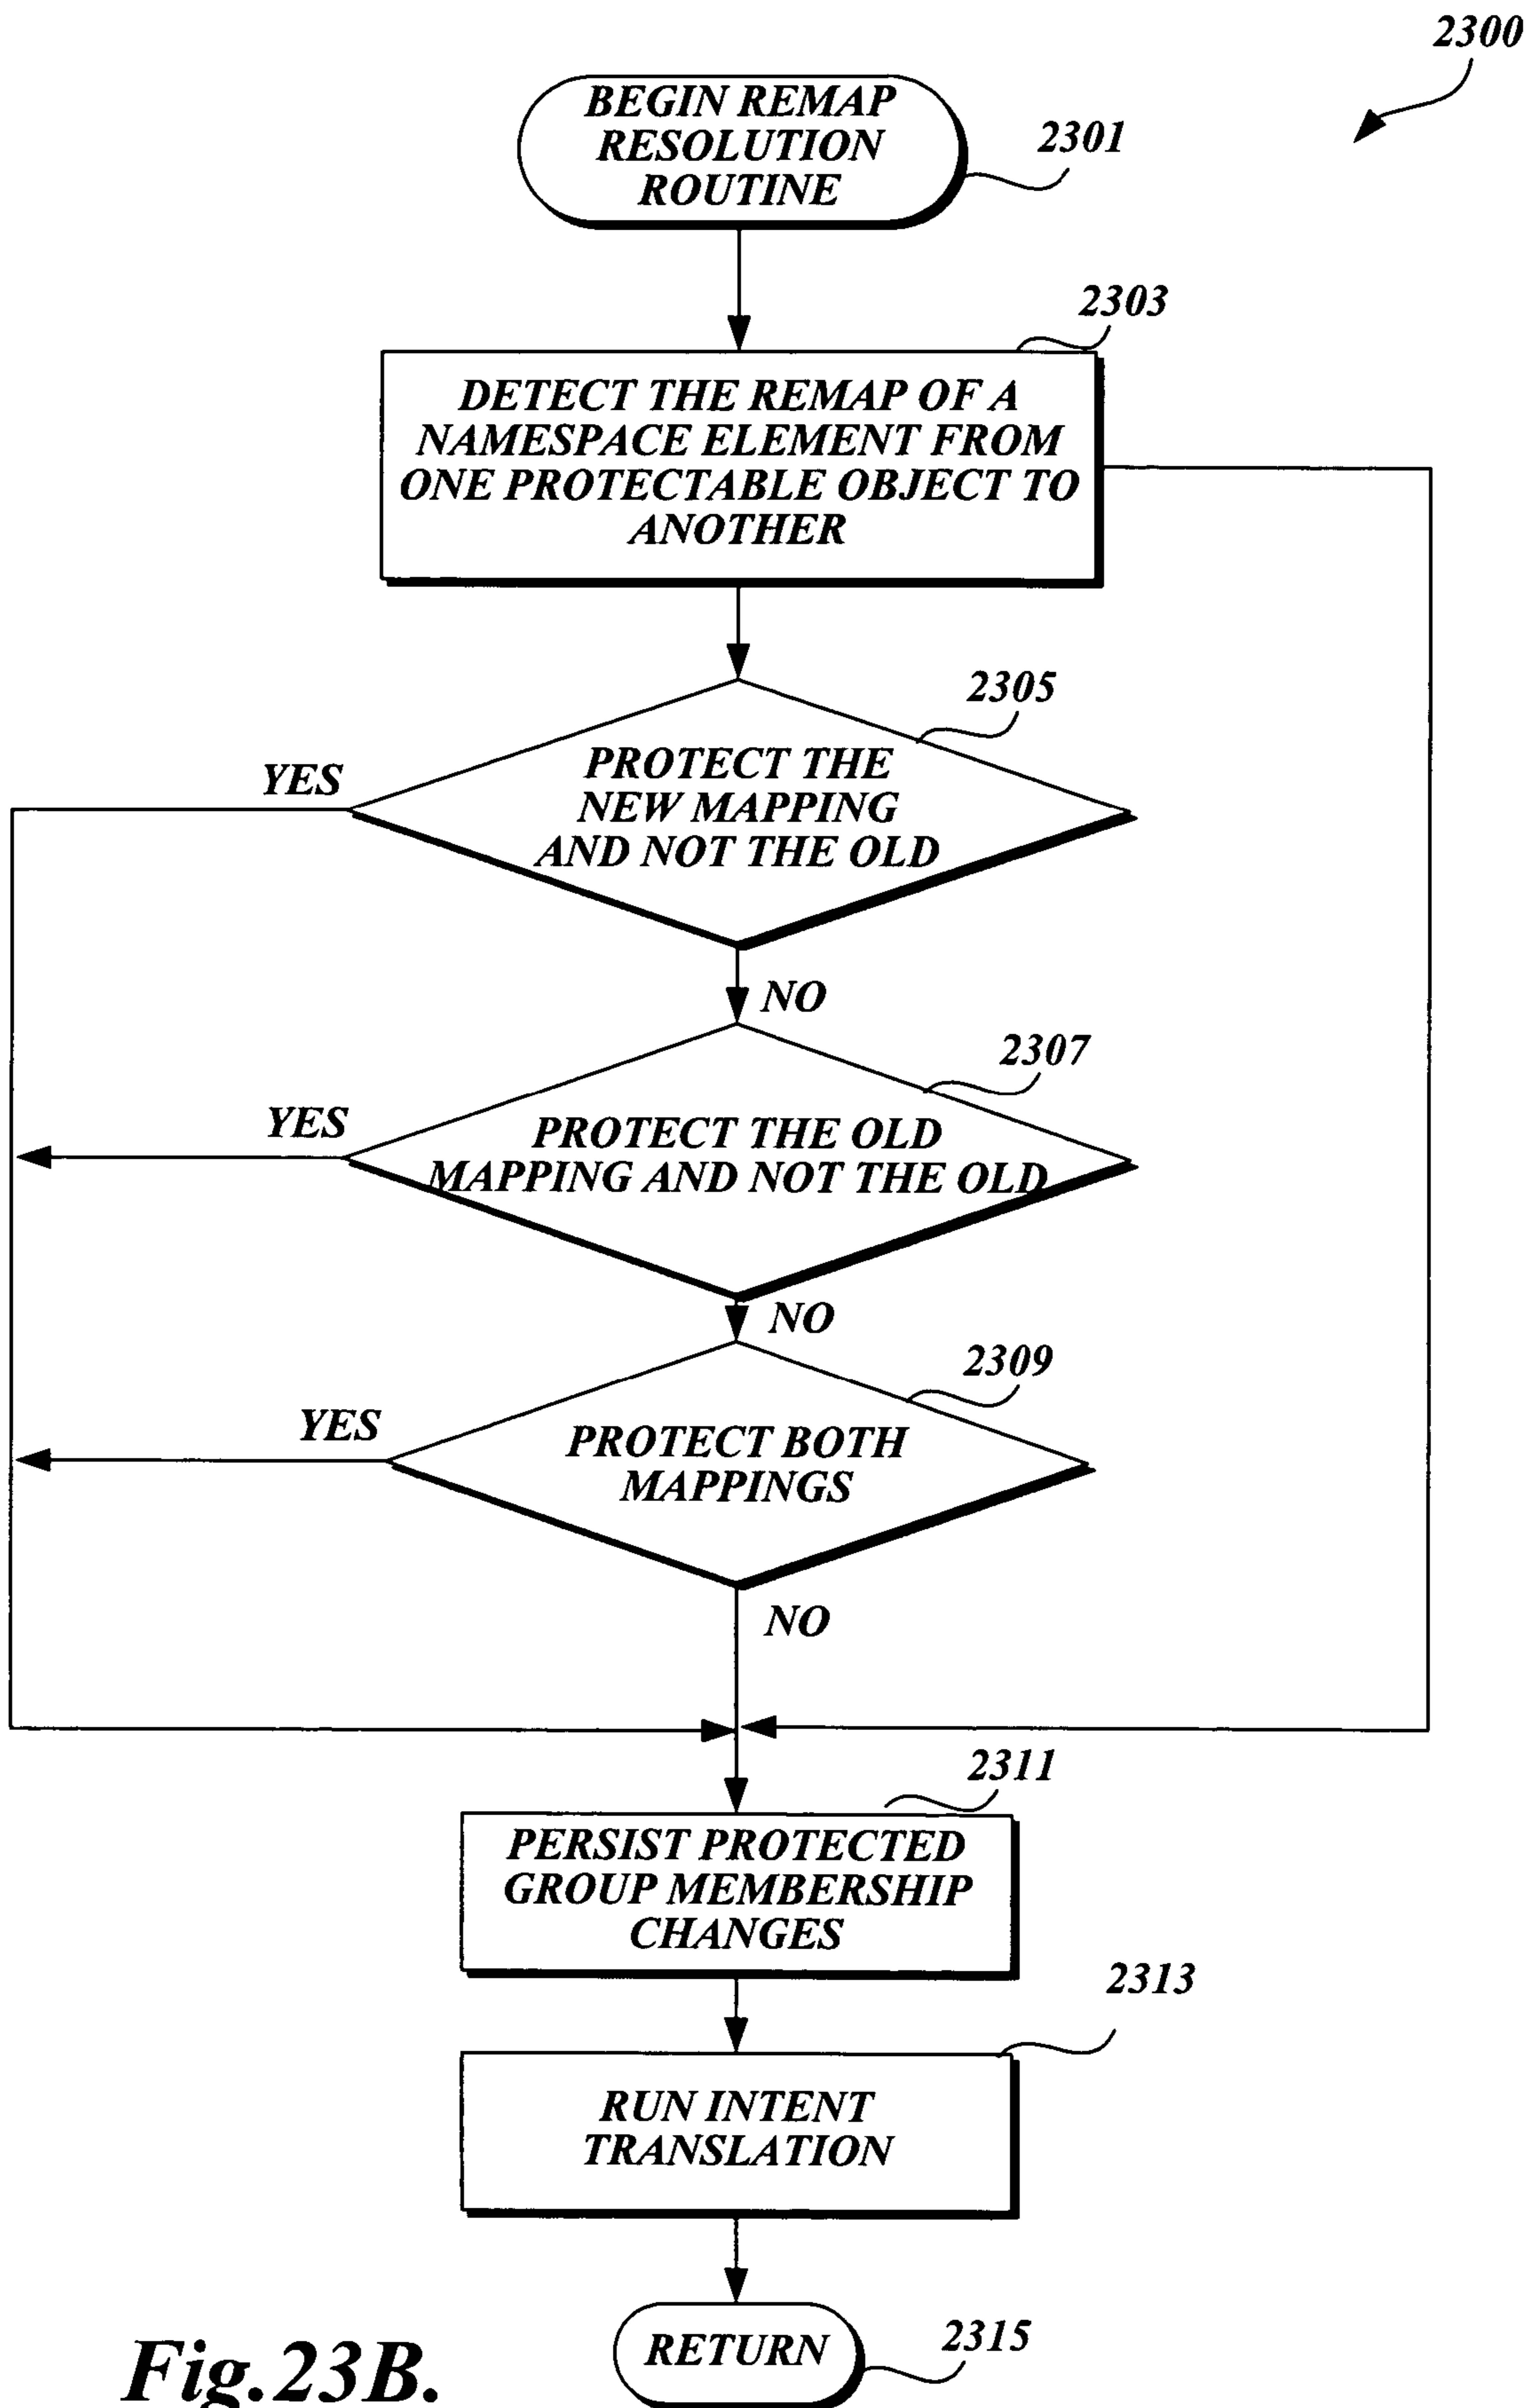 2300
BEGIN REMAP
RESOLUTION
ROUTINE
2301
2303
DETECT THE REMAP OF A
NAMESPACE ELEMENT FROM
ONE PROTECTABLE OBJECT TO
ANOTHER
2305
YES
PROTECT THE
NEW MAPPING
AND NOT THE OLD
NO
2307
YES
PROTECT THE OLD
MAPPING AND NOT THE OLD
NO
2309
YES
PROTECT BOTH
MAPPINGS
NO
2311
PERSIST PROTECTED
GROUP MEMBERSHIP
CHANGES
2313
RUN INTENT
TRANSLATION
RETURN
2315
Fig.23B.